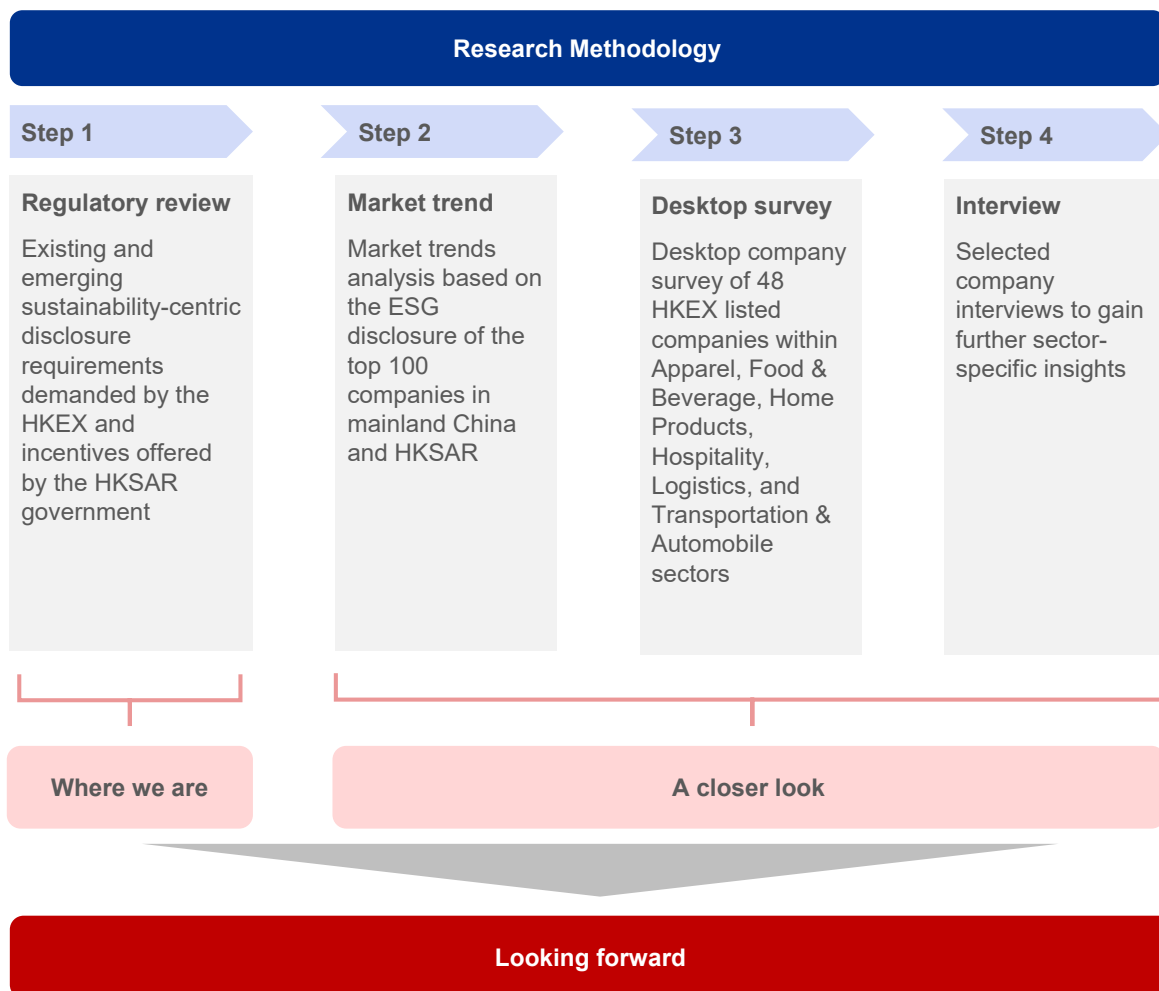 Research Methodology
Step 1
Regulatory review
Existing and
emerging
sustainability-centric
disclosure
requirements
demanded by the
HKEX and
incentives offered
by the HKSAR
government
Step 2
Market trend
Market trends
analysis based on
the ESG
disclosure of the
top 100
companies in
mainland China
and HKSAR
Step 3
Desktop survey
Desktop company
survey of 48
HKEX listed
companies within
Apparel, Food &
Beverage, Home
Products,
Hospitality,
Logistics, and
Transportation &
Automobile
sectors
Step 4
Interview
Selected
company
interviews to gain
further sector-
specific insights
Where we are
A closer look
Looking forward